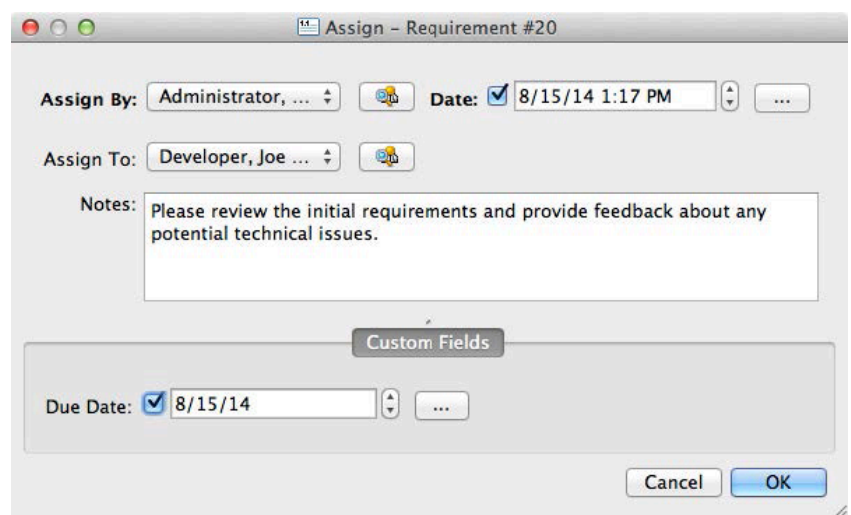 Assign – Requirement #20
Assign By: Administrator, ... Date: 8/15/14 1:17 PM ...
Assign To: Developer, Joe ...
Notes: Please review the initial requirements and provide feedback about any
potential technical issues.
Custom Fields
Due Date: 8/15/14 ...
Cancel OK